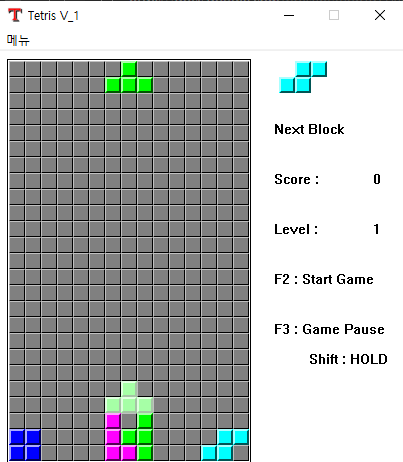 Tetris V_1
메뉴
Next Block
Score : 0
Level : 1
F2 : Start Game
F3 : Game Pause
Shift : HOLD